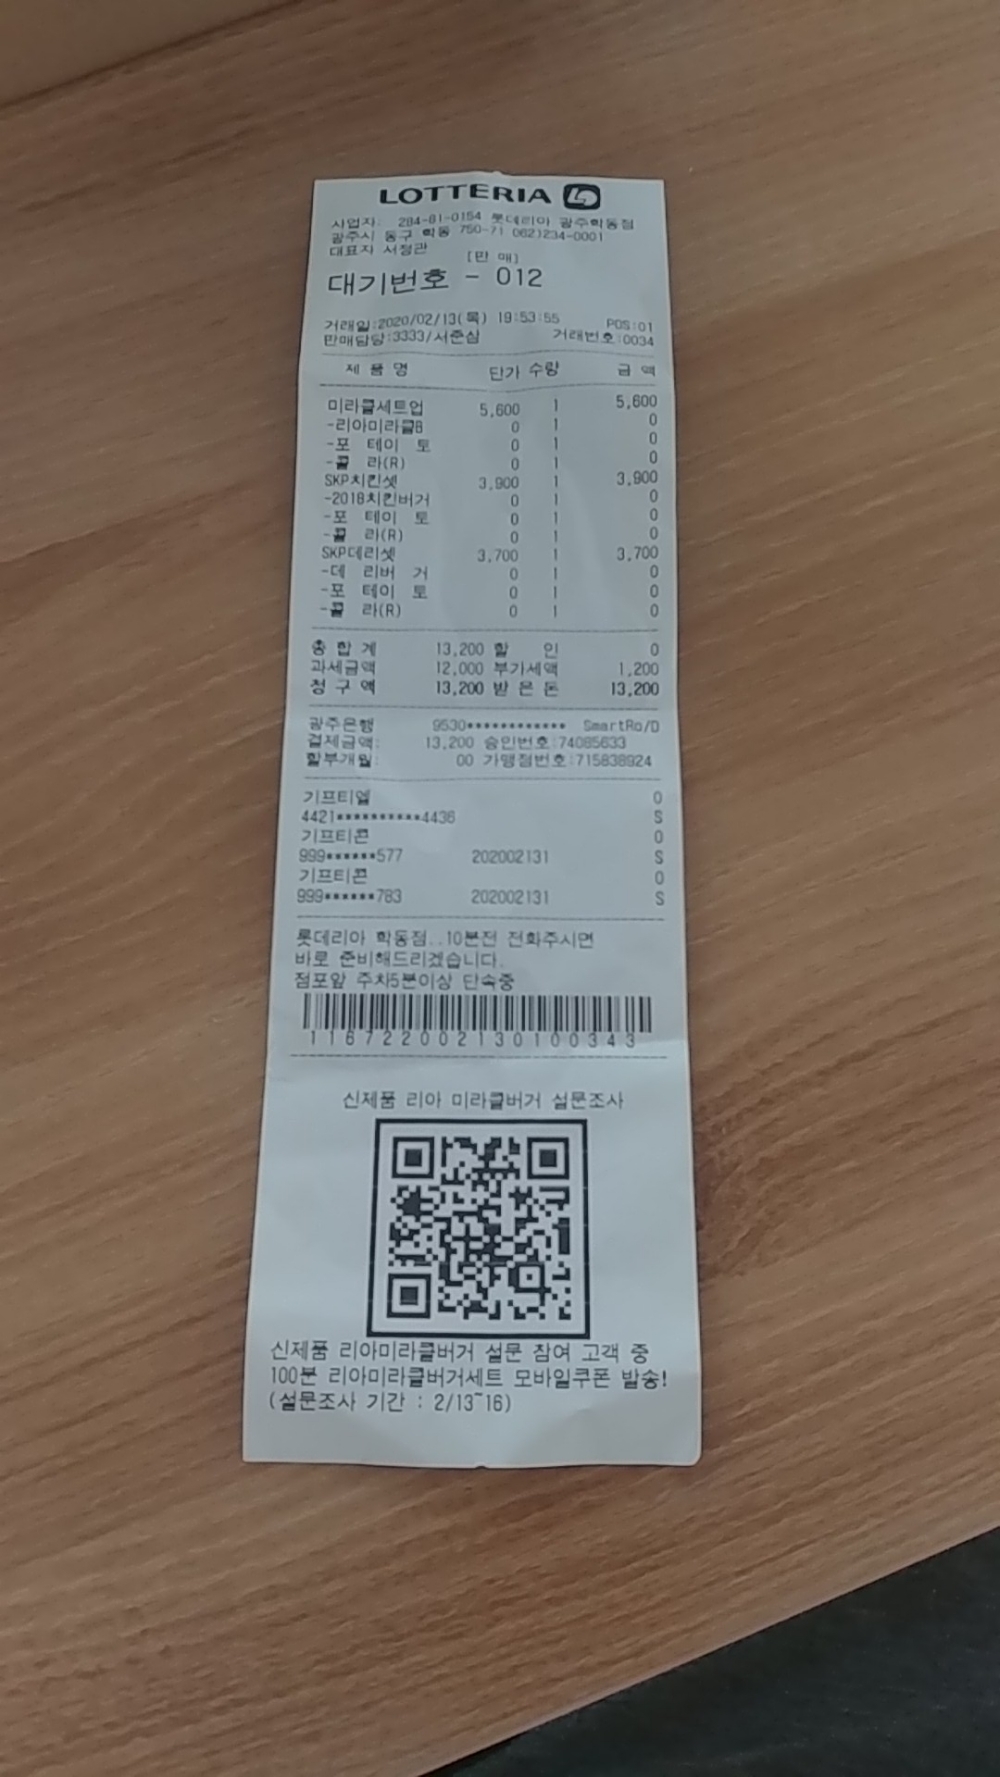 LOTTERIA
사업자: 284-81-0154 롯데리아 광주학동점
광주시 동구 학동 750-71 062)234-0001
대표자 서정관
[판 매]
대기번호 - 012
거래일:2020/02/13(목) 19:53:55 POS:01
판매담당:3333/서준삼 거래번호:0034
제 품 명 단가 수량 금 액
미라클세트업 5,600 1 5,600
-리아미라클B 0 1 0
-포 테이 토 0 1 0
-콜 라(R) 0 1 0
SKP치킨셋 3,900 1 3,900
-2018치킨버거 0 1 0
-포 테이 토 0 1 0
-콜 라(R) 0 1 0
SKP데리셋 3,700 1 3,700
-데 리버 거 0 1 0
-포 테이 토 0 1 0
-콜 라(R) 0 1 0
총 합 계 13,200 할 인 0
과세금액 12,000 부가세액 1,200
청 구 액 13,200 받 은 돈 13,200
광주은행 9530************ SmartRo/D
결제금액: 13,200 승인번호:74085633
할부개월: 00 가맹점번호:715838924
기프티엘 0
4421**********4436 S
기프티콘 0
999******577 202002131 S
기프티콘 0
999******783 202002131 S
롯데리아 학동점..10분전 전화주시면
바로 준비해드리겠습니다.
점포앞 주차5분이상 단속중
116722002130100343
신제품 리아 미라클버거 설문조사
신제품 리아미라클버거 설문 참여 고객 중
100분 리아미라클버거세트 모바일쿠폰 발송!
(설문조사 기간 : 2/13~16)